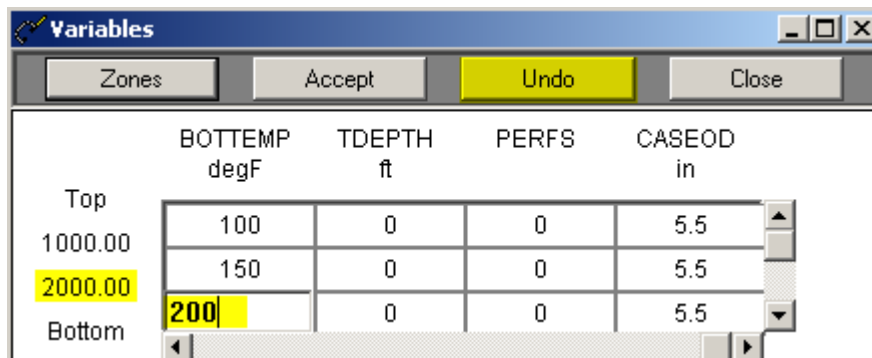 Variables
Zones Accept Undo Close
BOTTEMP TDEPTH PERFS CASEOD
degF ft in
Top
100 0 0 5.5
1000.00
150 0 0 5.5
2000.00
200 0 0 5.5
Bottom